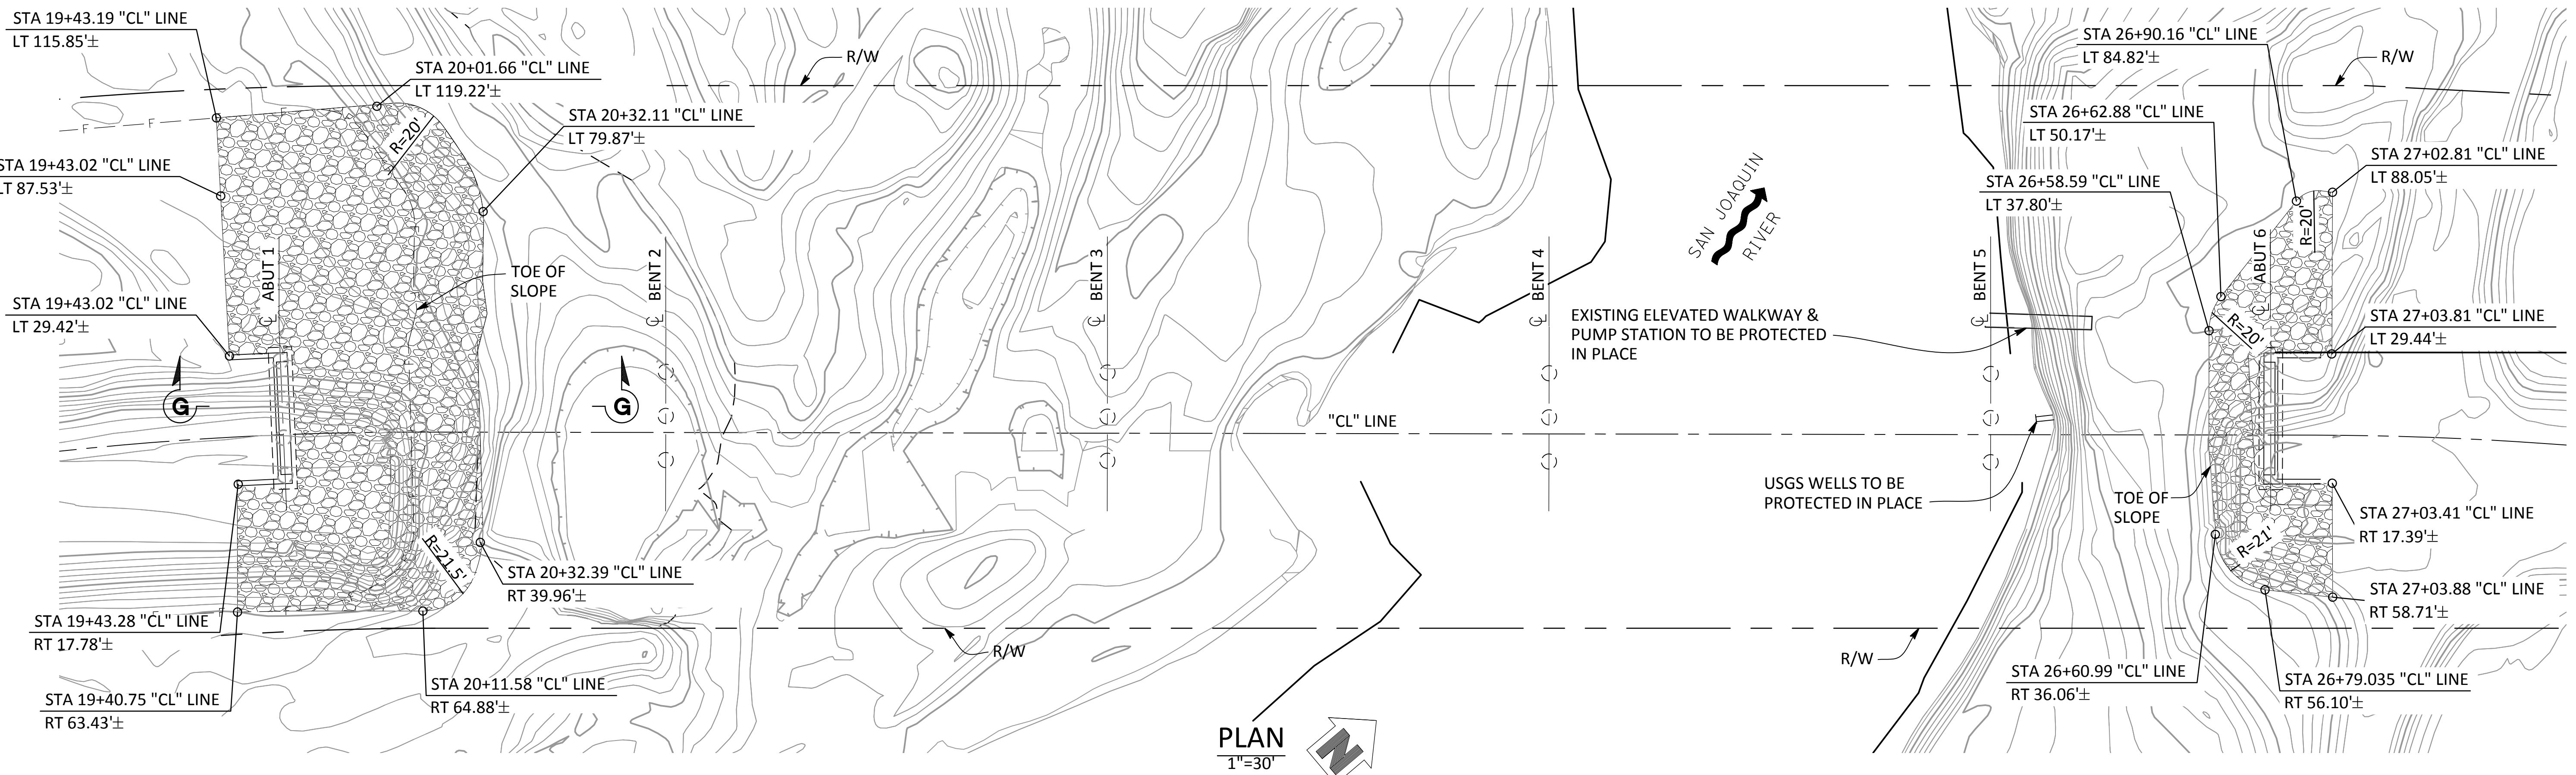 STA 19+43.19 "CL" LINE
LT 115.85'±
STA 20+01.66 "CL" LINE
LT 119.22'±
R/W
STA 20+32.11 "CL" LINE
LT 79.87'±
R=20'
F
F
F
STA 19+43.02 "CL" LINE
LT 87.53'±
℄ ABUT 1
TOE OF
SLOPE
STA 19+43.02 "CL" LINE
LT 29.42'±
G
G
℄ BENT 2
℄ BENT 3
℄ BENT 4
℄ BENT 5
"CL" LINE
SAN JOAQUIN
RIVER
EXISTING ELEVATED WALKWAY &
PUMP STATION TO BE PROTECTED
IN PLACE
USGS WELLS TO BE
PROTECTED IN PLACE
R=21.5'
STA 20+32.39 "CL" LINE
RT 39.96'±
STA 19+43.28 "CL" LINE
RT 17.78'±
F
F
STA 19+40.75 "CL" LINE
RT 63.43'±
STA 20+11.58 "CL" LINE
RT 64.88'±
R/W
STA 26+90.16 "CL" LINE
LT 84.82'±
R/W
STA 26+62.88 "CL" LINE
LT 50.17'±
STA 27+02.81 "CL" LINE
LT 88.05'±
STA 26+58.59 "CL" LINE
LT 37.80'±
R=20'
℄ ABUT 6
R=20'
STA 27+03.81 "CL" LINE
LT 29.44'±
TOE OF
SLOPE
R=21'
STA 27+03.41 "CL" LINE
RT 17.39'±
STA 27+03.88 "CL" LINE
RT 58.71'±
R/W
STA 26+60.99 "CL" LINE
RT 36.06'±
STA 26+79.035 "CL" LINE
RT 56.10'±
PLAN
1"=30'
N